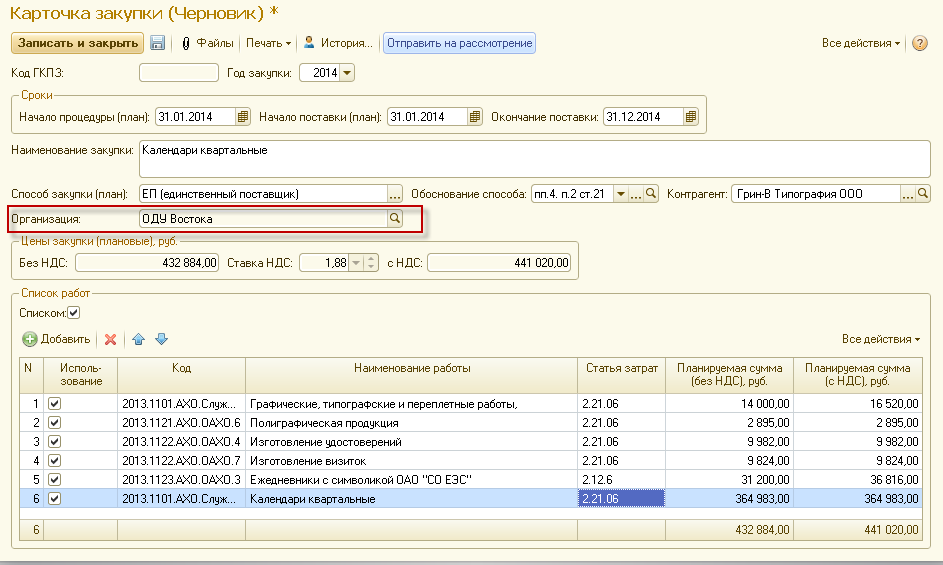 Карточка закупки (Черновик) *
Записать и закрыть Файлы Печать История... Отправить на рассмотрение Все действия ?
Код ГКПЗ: Год закупки: 2014
Сроки
Начало процедуры (план): 31.01.2014 Начало поставки (план): 31.01.2014 Окончание поставки: 31.12.2014
Наименование закупки: Календари квартальные
Способ закупки (план): ЕП (единственный поставщик) ... Обоснование способа: пп.4. п.2 ст.21 ... Контрагент: Грин-В Типография ООО ...
Организация: ОДУ Востока
Цены закупки (плановые), руб.
Без НДС: 432 884,00 Ставка НДС: 1,88 с НДС: 441 020,00
Список работ
Списком:
Добавить Все действия
N Исполь- Код Наименование работы Статья затрат Планируемая сумма Планируемая сумма
зование (без НДС), руб. (с НДС), руб.
1 2013.1101.АХО.Служ... Графические, типографские и переплетные работы, 2.21.06 14 000,00 16 520,00
2 2013.1121.АХО.ОАХО.6 Полиграфическая продукция 2.21.06 2 895,00 2 895,00
3 2013.1122.АХО.ОАХО.4 Изготовление удостоверений 2.21.06 9 982,00 9 982,00
4 2013.1122.АХО.ОАХО.7 Изготовление визиток 2.21.06 9 824,00 9 824,00
5 2013.1123.АХО.ОАХО.3 Ежедневники с символикой ОАО "СО ЕЭС" 2.12.6 31 200,00 36 816,00
6 2013.1101.АХО.Служ... Календари квартальные 2.21.06 364 983,00 364 983,00
6 432 884,00 441 020,00